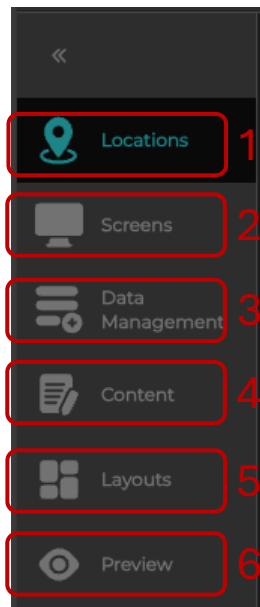 «
Locations 1
Screens 2
Data
Management 3
Content 4
Layouts 5
Preview 6